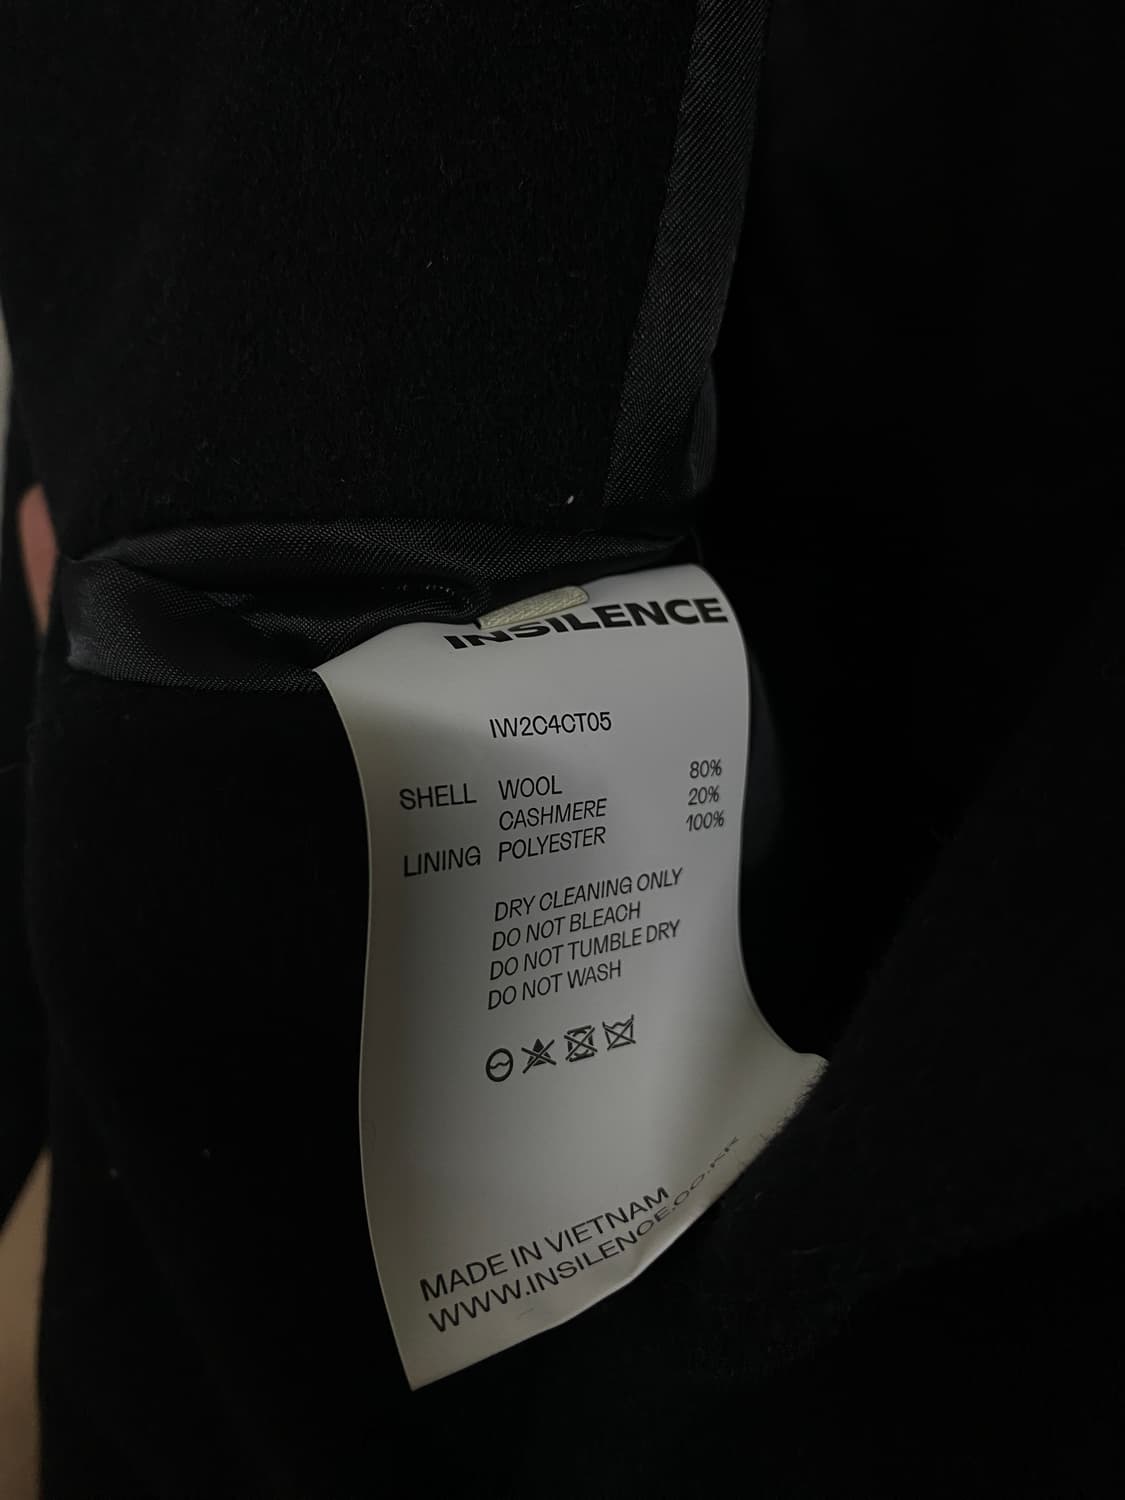 INSILENCE
IW2C4CT05
SHELL WOOL 80%
CASHMERE 20%
LINING POLYESTER 100%
DRY CLEANING ONLY
DO NOT BLEACH
DO NOT TUMBLE DRY
DO NOT WASH
MADE IN VIETNAM
WWW.INSILENCE.CO.KR